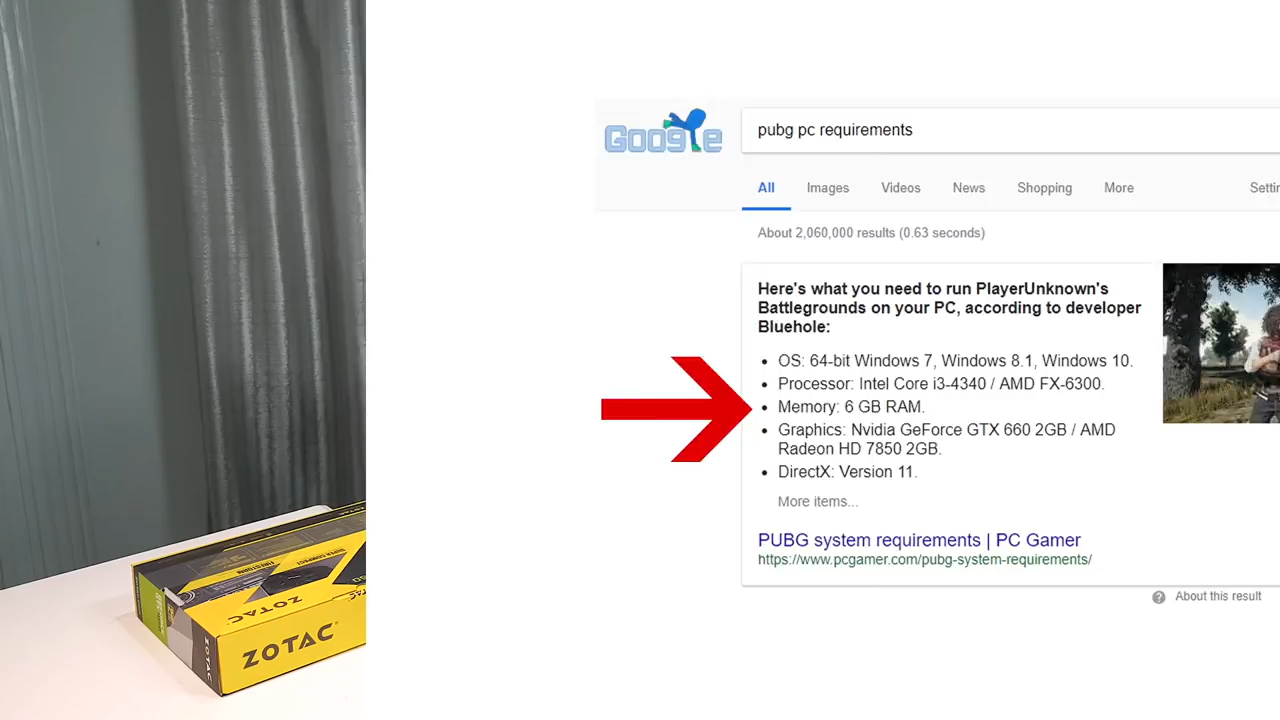 Google
pubg pc requirements
All Images Videos News Shopping More
About 2,060,000 results (0.63 seconds)
Here's what you need to run PlayerUnknown's
Battlegrounds on your PC, according to developer
Bluehole:
OS: 64-bit Windows 7, Windows 8.1, Windows 10.
Processor: Intel Core i3-4340 / AMD FX-6300.
Memory: 6 GB RAM.
Graphics: Nvidia GeForce GTX 660 2GB / AMD
Radeon HD 7850 2GB.
DirectX: Version 11.
More items...
PUBG system requirements | PC Gamer
https://www.pcgamer.com/pubg-system-requirements/
About this result
SUPER COMPACT
FIRESTORM
ZOTAC
ZOTAC
ZOTAC